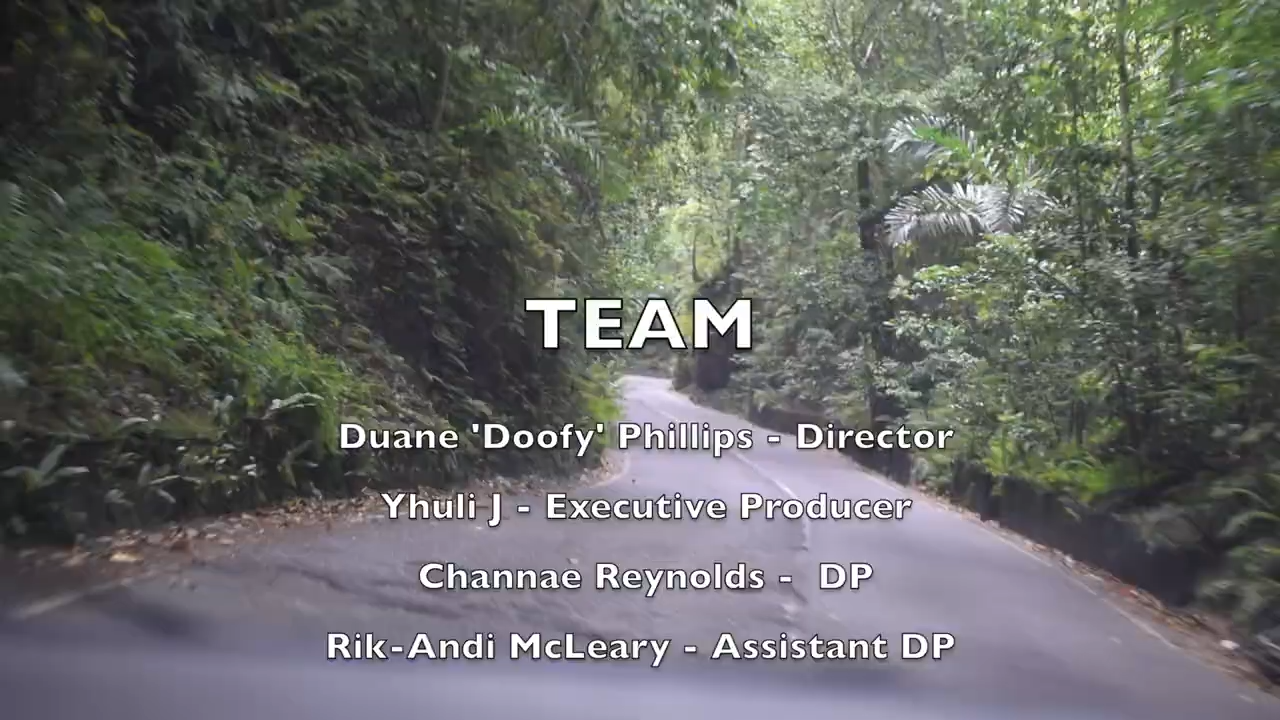 TEAM
Duane 'Doofy' Phillips - Director
Yhuli J - Executive Producer
Channae Reynolds -  DP
Rik-Andi McLeary - Assistant DP